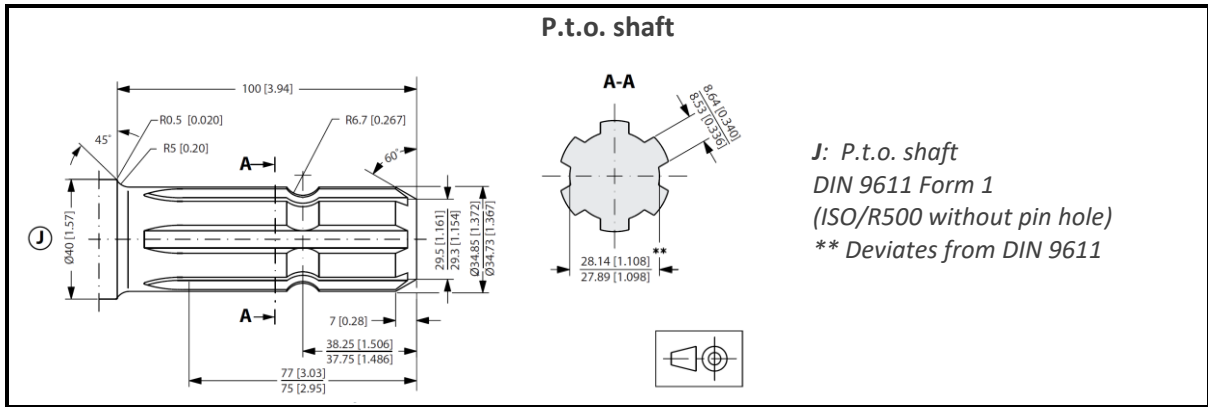 P.t.o. shaft
A-A
100 [3.94]
R0.5 [0.020]
R6.7 [0.267]
45°
R5 [0.20]
60°
A
8.64 [0.340]
8.53 [0.336]
J
Ø40 [1.57]
29.5 [1.161]
29.3 [1.154]
Ø34.85 [1.372]
Ø34.73 [1.367]
A
7 [0.28]
38.25 [1.506]
37.75 [1.486]
77 [3.03]
75 [2.95]
**
28.14 [1.108]
27.89 [1.098]
J: P.t.o. shaft
DIN 9611 Form 1
(ISO/R500 without pin hole)
** Deviates from DIN 9611